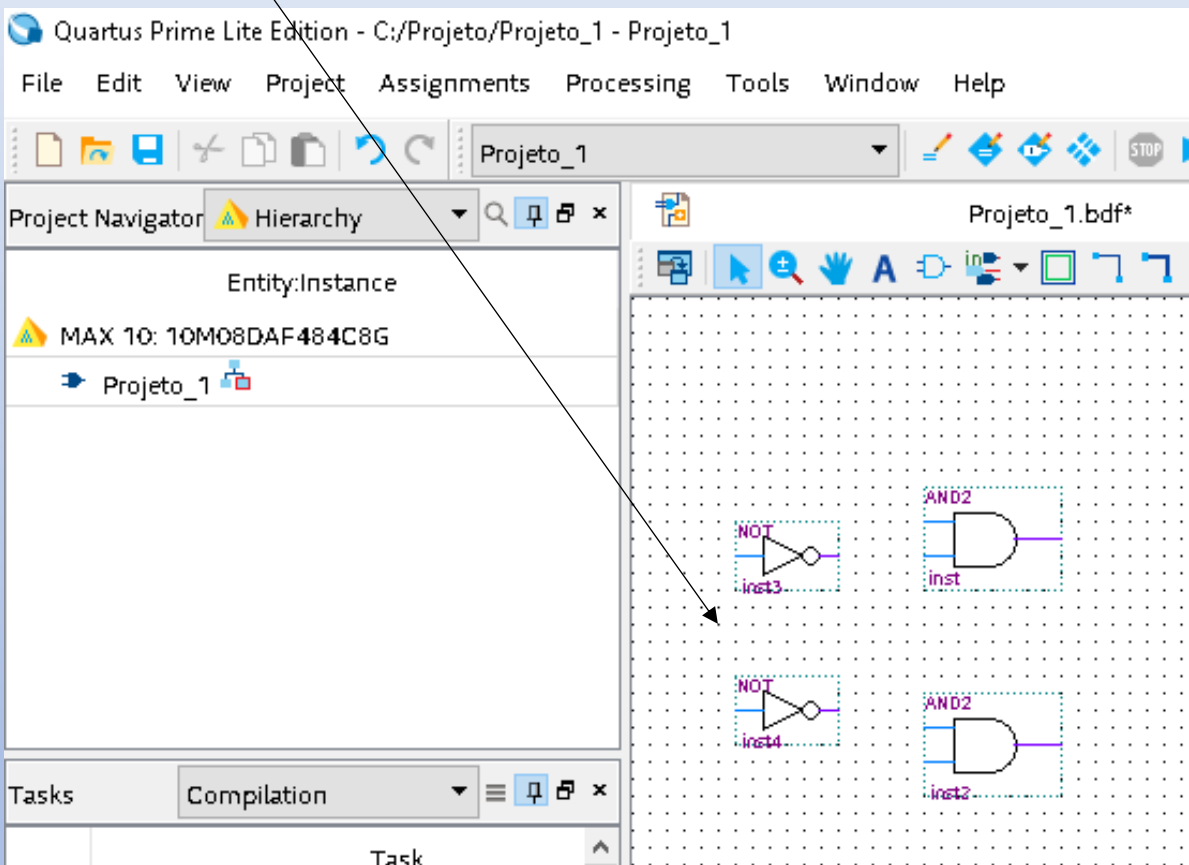 Quartus Prime Lite Edition - C:/Projeto/Projeto_1 - Projeto_1
File Edit View Project Assignments Processing Tools Window Help
Projeto_1
STOP
Project Navigator Hierarchy
Projeto_1.bdf*
A
in
Entity:Instance
MAX 10: 10M08DAF484C8G
Projeto_1
AND2
NOT
inst
inst3
NOT
AND2
inst4
inst2
Tasks Compilation
Task